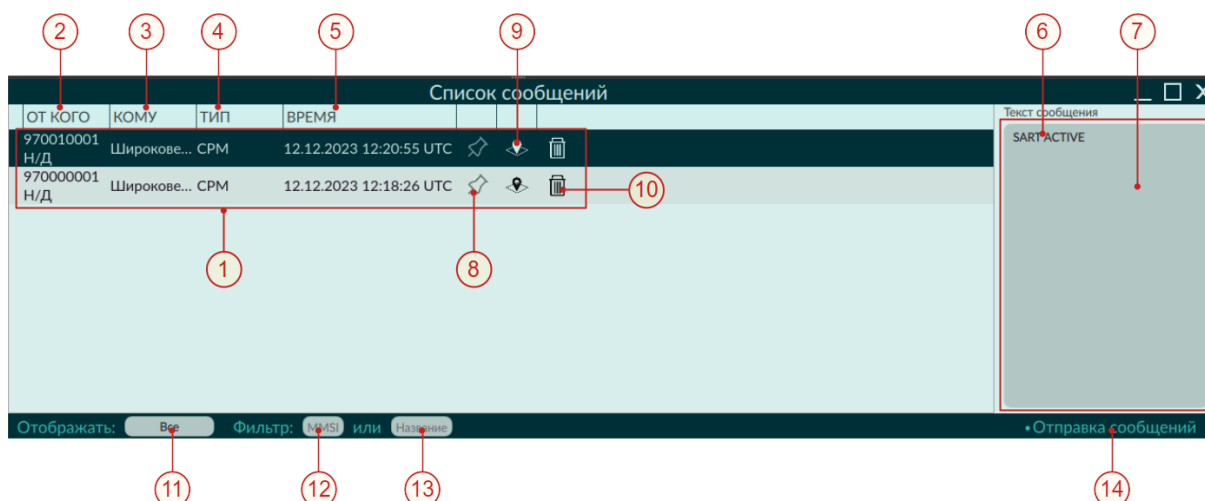 2 3 4 5 9 6 7
Список сообщений
ОТ КОГО КОМУ ТИП ВРЕМЯ Текст сообщения
970010001
Н/Д Широкове... СРМ 12.12.2023 12:20:55 UTC SART ACTIVE
970000001
Н/Д Широкове... СРМ 12.12.2023 12:18:26 UTC
10
1 8
Отображать: Все Фильтр: MMSI или Название •Отправка сообщений
11 12 13 14